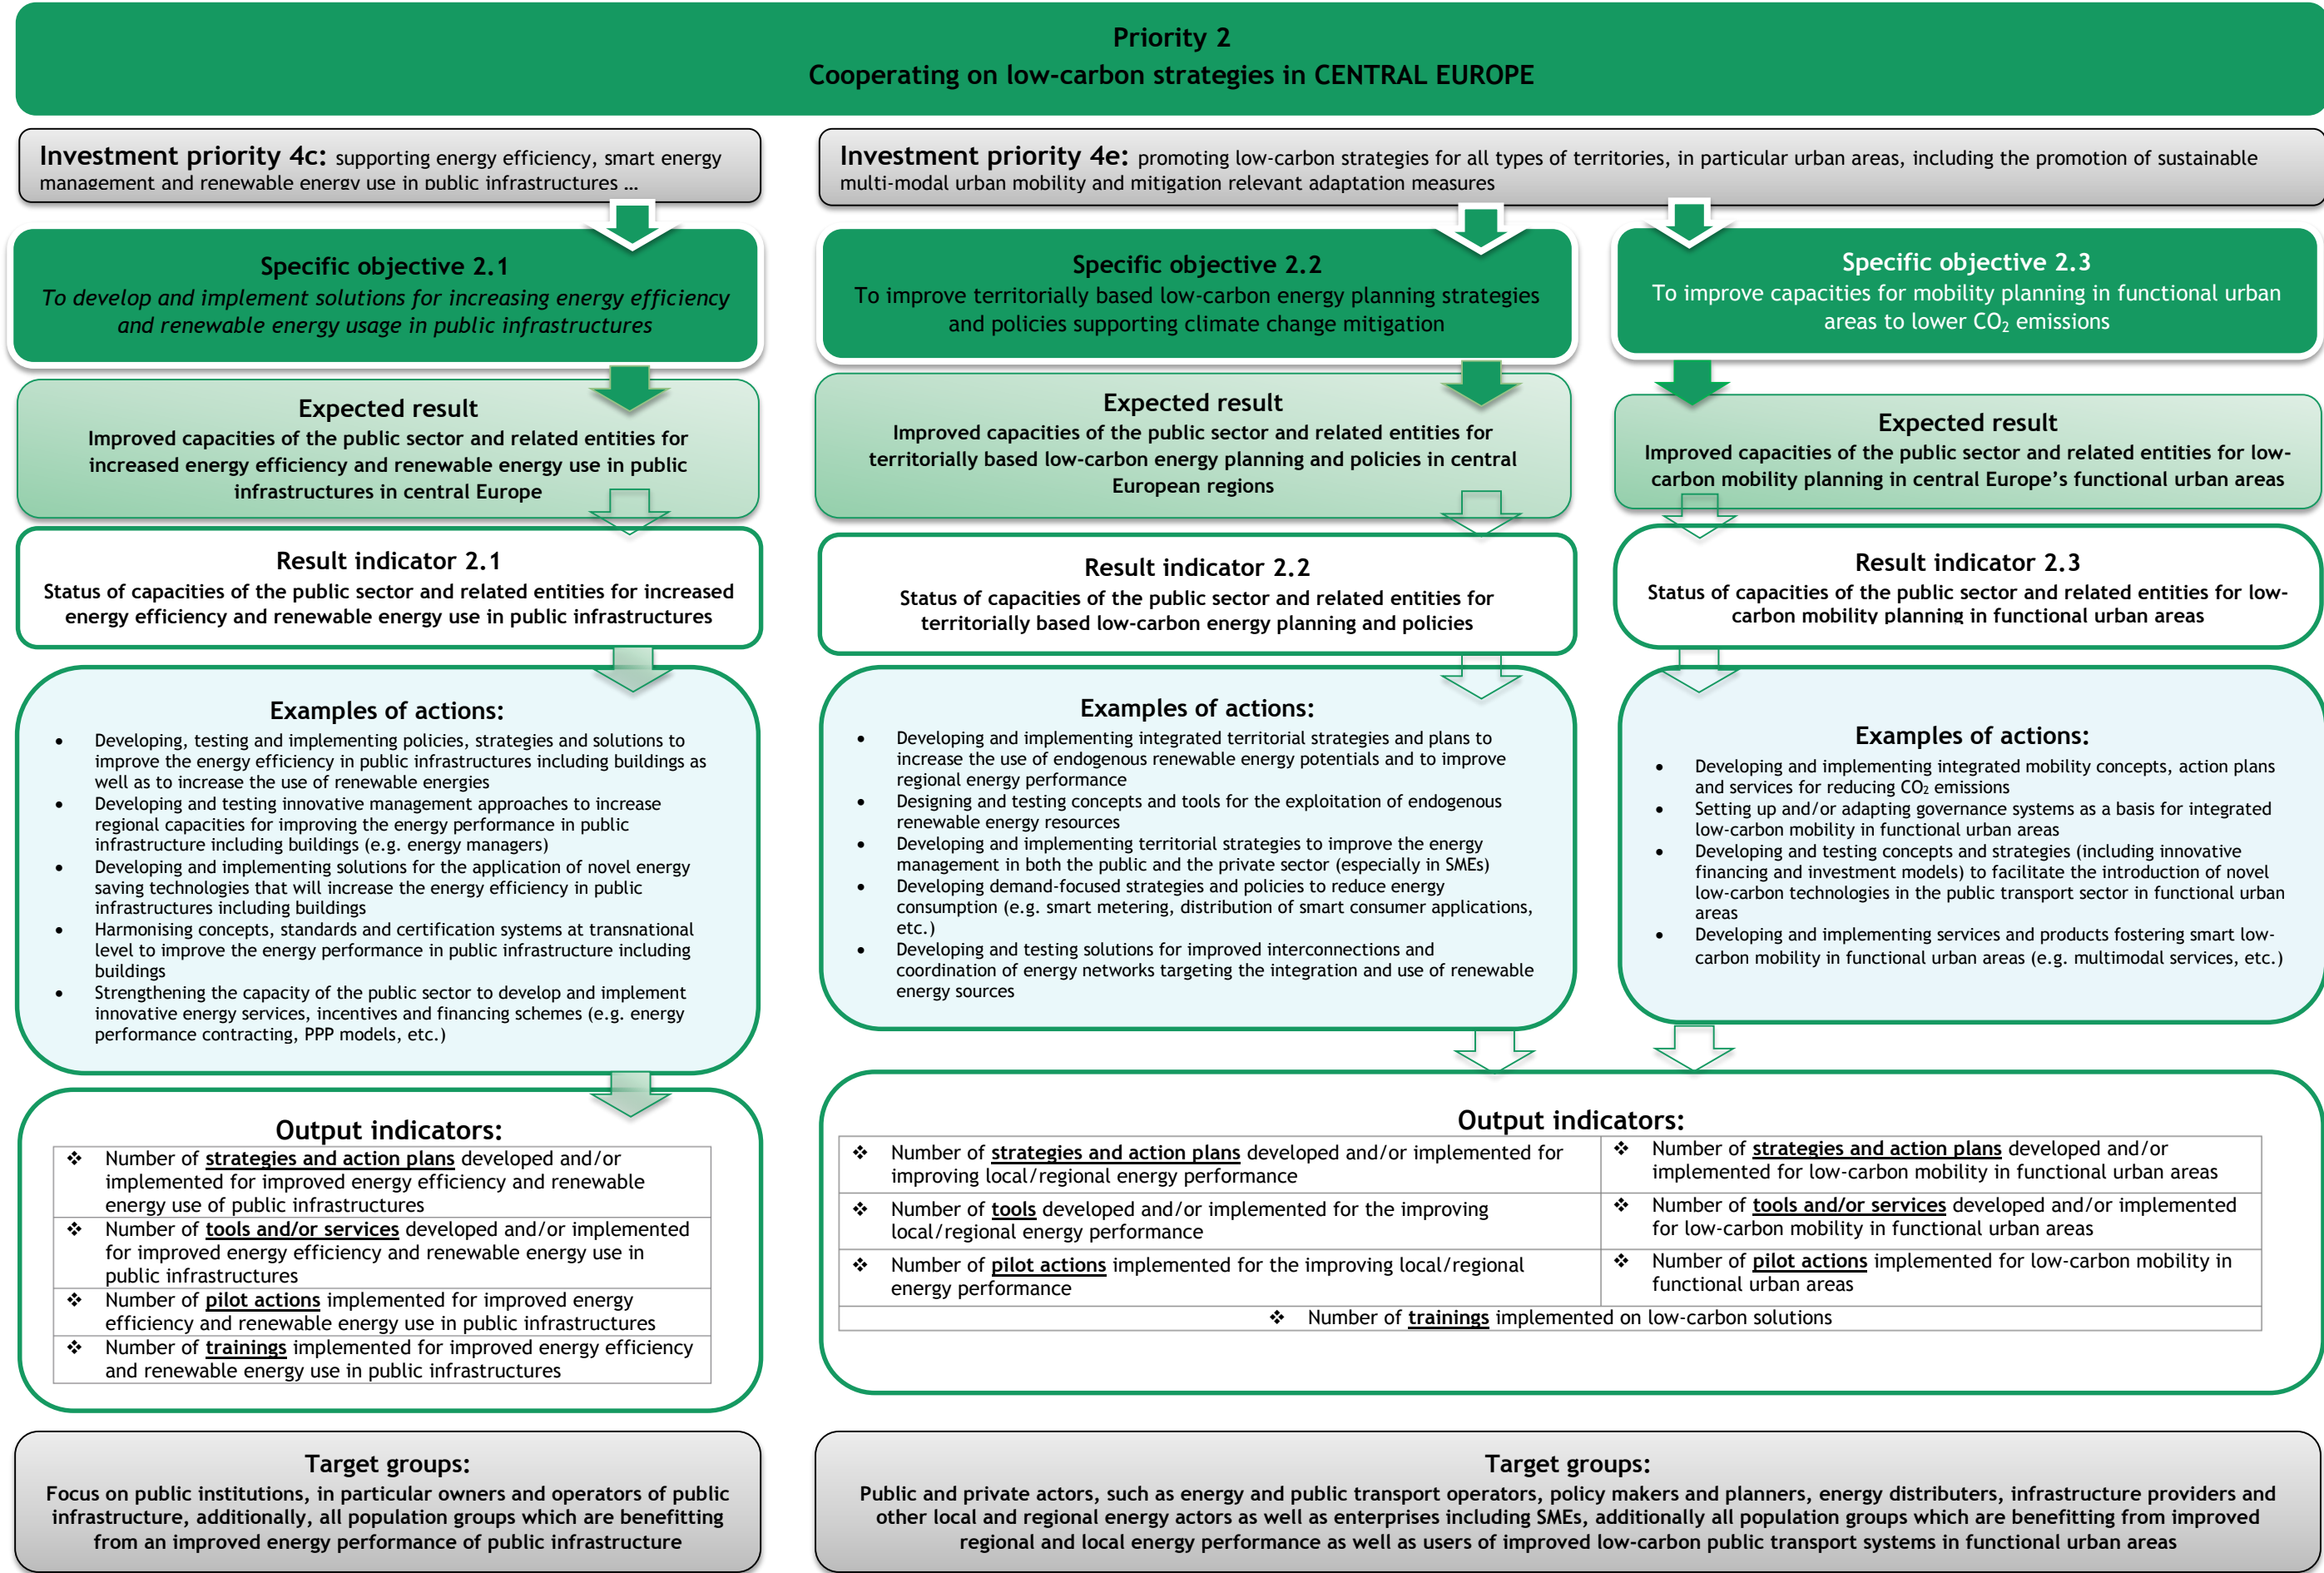 Priority 2
Cooperating on low-carbon strategies in CENTRAL EUROPE
Investment priority 4c: supporting energy efficiency, smart energy
management and renewable energy use in public infrastructures …
Investment priority 4e: promoting low-carbon strategies for all types of territories, in particular urban areas, including the promotion of sustainable
multi-modal urban mobility and mitigation relevant adaptation measures
Specific objective 2.1
To develop and implement solutions for increasing energy efficiency
and renewable energy usage in public infrastructures
Specific objective 2.2
To improve territorially based low-carbon energy planning strategies
and policies supporting climate change mitigation
Specific objective 2.3
To improve capacities for mobility planning in functional urban
areas to lower CO₂ emissions
Expected result
Improved capacities of the public sector and related entities for
increased energy efficiency and renewable energy use in public
infrastructures in central Europe
Expected result
Improved capacities of the public sector and related entities for
territorially based low-carbon energy planning and policies in central
European regions
Expected result
Improved capacities of the public sector and related entities for low-
carbon mobility planning in central Europe’s functional urban areas
Result indicator 2.1
Status of capacities of the public sector and related entities for increased
energy efficiency and renewable energy use in public infrastructures
Result indicator 2.2
Status of capacities of the public sector and related entities for
territorially based low-carbon energy planning and policies
Result indicator 2.3
Status of capacities of the public sector and related entities for low-
carbon mobility planning in functional urban areas
Examples of actions:
• Developing, testing and implementing policies, strategies and solutions to
improve the energy efficiency in public infrastructures including buildings as
well as to increase the use of renewable energies
• Developing and testing innovative management approaches to increase
regional capacities for improving the energy performance in public
infrastructure including buildings (e.g. energy managers)
• Developing and implementing solutions for the application of novel energy
saving technologies that will increase the energy efficiency in public
infrastructures including buildings
• Harmonising concepts, standards and certification systems at transnational
level to improve the energy performance in public infrastructure including
buildings
• Strengthening the capacity of the public sector to develop and implement
innovative energy services, incentives and financing schemes (e.g. energy
performance contracting, PPP models, etc.)
Examples of actions:
• Developing and implementing integrated territorial strategies and plans to
increase the use of endogenous renewable energy potentials and to improve
regional energy performance
• Designing and testing concepts and tools for the exploitation of endogenous
renewable energy resources
• Developing and implementing territorial strategies to improve the energy
management in both the public and the private sector (especially in SMEs)
• Developing demand-focused strategies and policies to reduce energy
consumption (e.g. smart metering, distribution of smart consumer applications,
etc.)
• Developing and testing solutions for improved interconnections and
coordination of energy networks targeting the integration and use of renewable
energy sources
Examples of actions:
• Developing and implementing integrated mobility concepts, action plans
and services for reducing CO₂ emissions
• Setting up and/or adapting governance systems as a basis for integrated
low-carbon mobility in functional urban areas
• Developing and testing concepts and strategies (including innovative
financing and investment models) to facilitate the introduction of novel
low-carbon technologies in the public transport sector in functional urban
areas
• Developing and implementing services and products fostering smart low-
carbon mobility in functional urban areas (e.g. multimodal services, etc.)
Output indicators:
❖ Number of strategies and action plans developed and/or
implemented for improved energy efficiency and renewable
energy use of public infrastructures
❖ Number of tools and/or services developed and/or implemented
for improved energy efficiency and renewable energy use in
public infrastructures
❖ Number of pilot actions implemented for improved energy
efficiency and renewable energy use in public infrastructures
❖ Number of trainings implemented for improved energy efficiency
and renewable energy use in public infrastructures
Output indicators:
❖ Number of strategies and action plans developed and/or implemented for
improving local/regional energy performance
❖ Number of strategies and action plans developed and/or
implemented for low-carbon mobility in functional urban areas
❖ Number of tools developed and/or implemented for the improving
local/regional energy performance
❖ Number of tools and/or services developed and/or implemented
for low-carbon mobility in functional urban areas
❖ Number of pilot actions implemented for the improving local/regional
energy performance
❖ Number of pilot actions implemented for low-carbon mobility in
functional urban areas
❖ Number of trainings implemented on low-carbon solutions
Target groups:
Focus on public institutions, in particular owners and operators of public
infrastructure, additionally, all population groups which are benefitting
from an improved energy performance of public infrastructure
Target groups:
Public and private actors, such as energy and public transport operators, policy makers and planners, energy distributers, infrastructure providers and
other local and regional energy actors as well as enterprises including SMEs, additionally all population groups which are benefitting from improved
regional and local energy performance as well as users of improved low-carbon public transport systems in functional urban areas